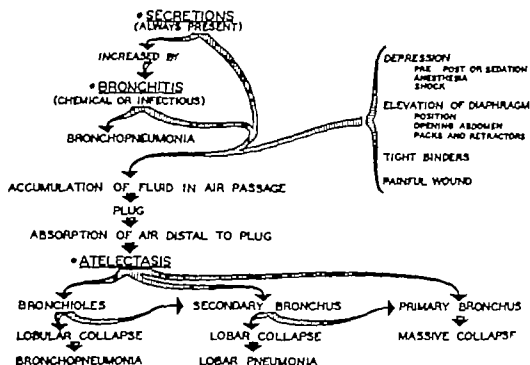 • SECRETIONS
(ALWAYS PRESENT)
INCREASED BY
• BRONCHITIS
(CHEMICAL OR INFECTIOUS)
BRONCHOPNEUMONIA
DEPRESSION
PRE POST OR SEDATION
ANESTHESIA
SHOCK
ELEVATION OF DIAPHRAGM
POSITION
OPENING ABDOMEN
PACKS AND RETRACTORS
TIGHT BINDERS
PAINFUL WOUND
ACCUMULATION OF FLUID IN AIR PASSAGE
PLUG
ABSORPTION OF AIR DISTAL TO PLUG
• ATELECTASIS
BRONCHIOLES SECONDARY BRONCHUS PRIMARY BRONCHUS
LOBULAR COLLAPSE LOBAR COLLAPSE MASSIVE COLLAPSE
BRONCHOPNEUMONIA LOBAR PNEUMONIA